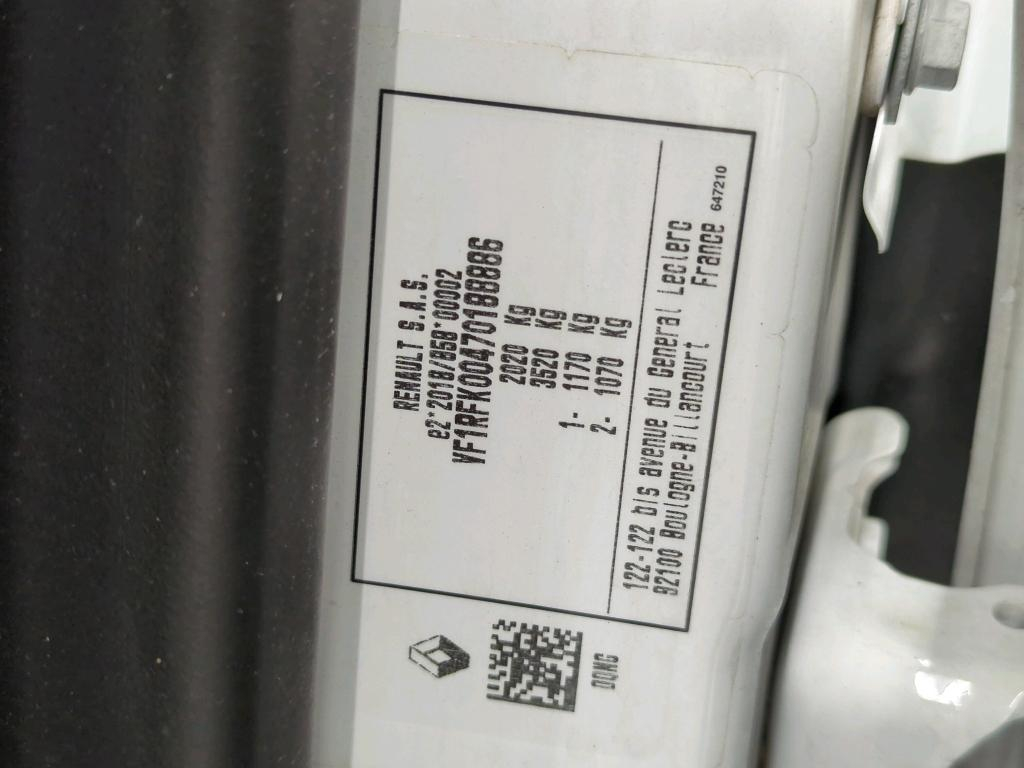 RENAULT S.A.S.
e2*2018/858*00002
VF1RFK00470188886
2020 Kg
3520 Kg
1- 1170 Kg
2- 1070 Kg
122-122 bis avenue du General Leclerc
92100 Boulogne-Billancourt France 647210
DQNG